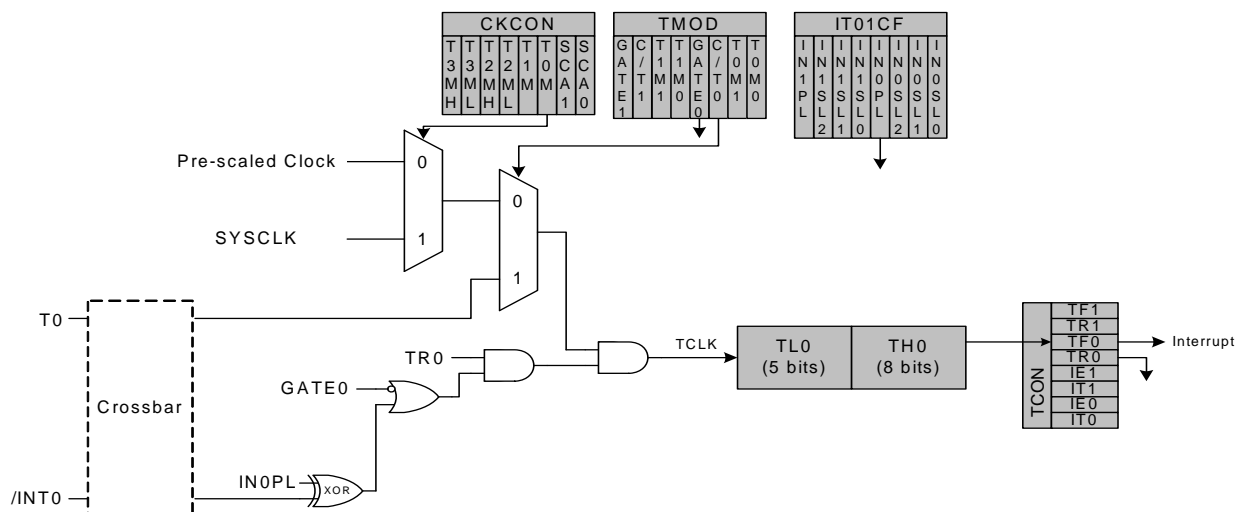 CKCON
T3MH T3ML T2MH T2ML T1M T0M SCA1 SCA0
TMOD
GATE1 C/T1 T1M1 T1M0 GATE0 C/T0 T0M1 T0M0
IT01CF
IN1PL IN1SL2 IN1SL1 IN1SL0 IN0PL IN0SL2 IN0SL1 IN0SL0
Pre-scaled Clock
0
SYSCLK
1
0
1
T0
Crossbar
/INT0
TR0
GATE0
IN0PL
XOR
TCLK
TL0
(5 bits)
TH0
(8 bits)
TCON
TF1
TR1
TF0
TR0
IE1
IT1
IE0
IT0
Interrupt